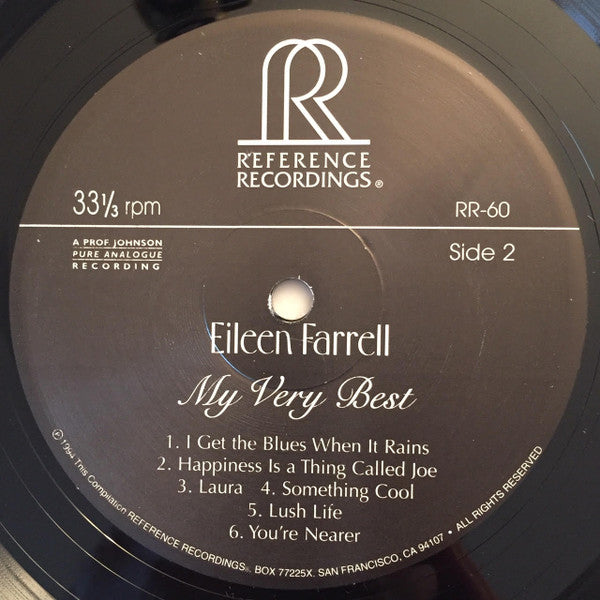 R
REFERENCE
RECORDINGS®
33⅓ rpm
RR-60
A PROF. JOHNSON
PURE ANALOGUE
RECORDING
Side 2
Eileen Farrell
My Very Best
1. I Get the Blues When It Rains
2. Happiness Is a Thing Called Joe
3. Laura 4. Something Cool
5. Lush Life
6. You're Nearer
℗ 1994 This Compilation REFERENCE RECORDINGS®. BOX 77225X. SAN FRANCISCO, CA 94107 • ALL RIGHTS RESERVED